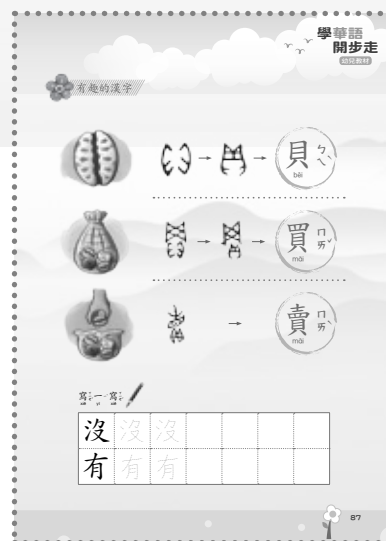 學華語
開步走
幼兒教材
有趣的漢字
貝 ㄅㄟˋ
bèi
買 ㄇㄞˇ
mǎi
賣 ㄇㄞˋ
mài
寫一寫
沒 沒 沒
有 有 有
87